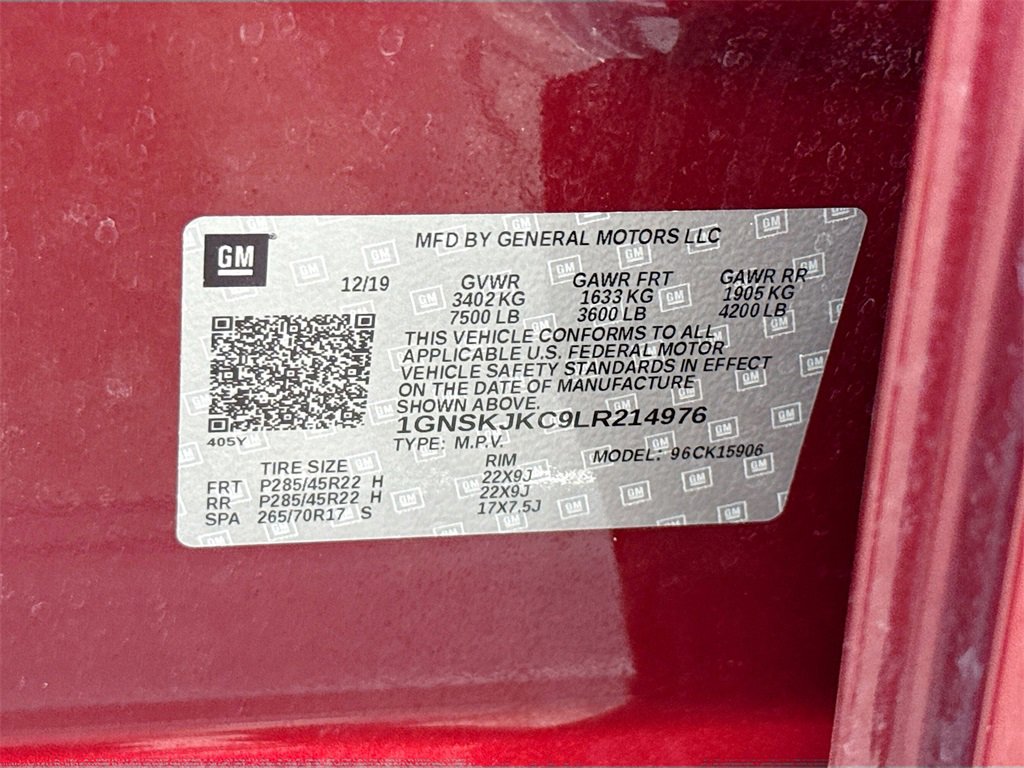 GM
MFD BY GENERAL MOTORS LLC
12/19
GVWR GAWR FRT GAWR RR
3402 KG 1633 KG 1905 KG
7500 LB 3600 LB 4200 LB
THIS VEHICLE CONFORMS TO ALL
APPLICABLE U.S. FEDERAL MOTOR
VEHICLE SAFETY STANDARDS IN EFFECT
ON THE DATE OF MANUFACTURE
SHOWN ABOVE.
1GNSKJKC9LR214976
405Y
TYPE: M.P.V. MODEL: 96CK15906
TIRE SIZE RIM
FRT P285/45R22 H 22X9J
RR P285/45R22 H 22X9J
SPA 265/70R17 S 17X7.5J